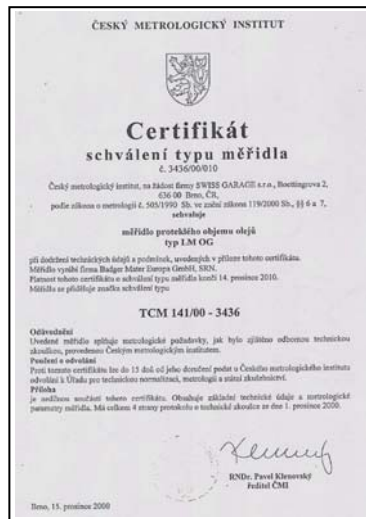 ČESKÝ METROLOGICKÝ INSTITUT
Certifikát
schválení typu měřidla
č. 3436/00/010
Český metrologický institut, na žádost firmy SWISS GARAGE s.r.o., Boettingrova 2,
636 00 Brno, ČR,
podle zákona o metrologii č. 505/1990 Sb. ve znění zákona 119/2000 Sb., §§ 6 a 7,
schvaluje
měřidlo proteklého objemu olejů
typ LM OG
při dodržení technických údajů a podmínek, uvedených v příloze tohoto certifikátu.
Měřidlo vyrábí firma Badger Mater Europa GmbH, SRN.
Platnost tohoto certifikátu o schválení typu měřidla končí 14. prosince 2010.
Měřidlu se přiděluje značka schválení typu
TCM 141/00 - 3436
Odůvodnění
Uvedené měřidlo splňuje metrologické požadavky, jak bylo zjištěno odbornou technickou
zkouškou, provedenou Českým metrologickým institutem.
Poučení o odvolání
Proti tomuto certifikátu lze do 15 dnů od jeho doručení podat u Českého metrologického institutu
odvolání k Úřadu pro technickou normalizaci, metrologii a státní zkušebnictví.
Příloha
je nedílnou součástí tohoto certifikátu. Obsahuje základní technické údaje a metrologické
parametry měřidla. Má celkem 4 strany protokolu o technické zkoušce ze dne 1. prosince 2000.
RNDr. Pavel Klenovský
ředitel ČMI
Brno, 15. prosince 2000